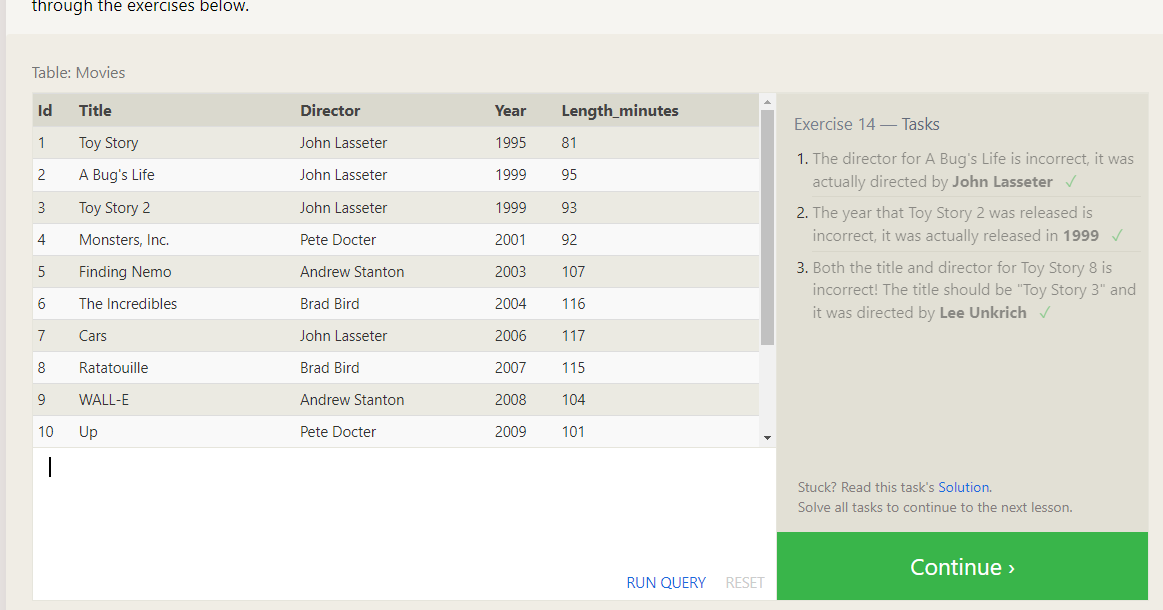 through the exercises below.
Table: Movies
Id Title Director Year Length_minutes
1 Toy Story John Lasseter 1995 81
2 A Bug's Life John Lasseter 1999 95
3 Toy Story 2 John Lasseter 1999 93
4 Monsters, Inc. Pete Docter 2001 92
5 Finding Nemo Andrew Stanton 2003 107
6 The Incredibles Brad Bird 2004 116
7 Cars John Lasseter 2006 117
8 Ratatouille Brad Bird 2007 115
9 WALL-E Andrew Stanton 2008 104
10 Up Pete Docter 2009 101
RUN QUERY RESET
Exercise 14 — Tasks
1. The director for A Bug's Life is incorrect, it was
actually directed by John Lasseter ✓
2. The year that Toy Story 2 was released is
incorrect, it was actually released in 1999 ✓
3. Both the title and director for Toy Story 8 is
incorrect! The title should be "Toy Story 3" and
it was directed by Lee Unkrich ✓
Stuck? Read this task's Solution.
Solve all tasks to continue to the next lesson.
Continue ›